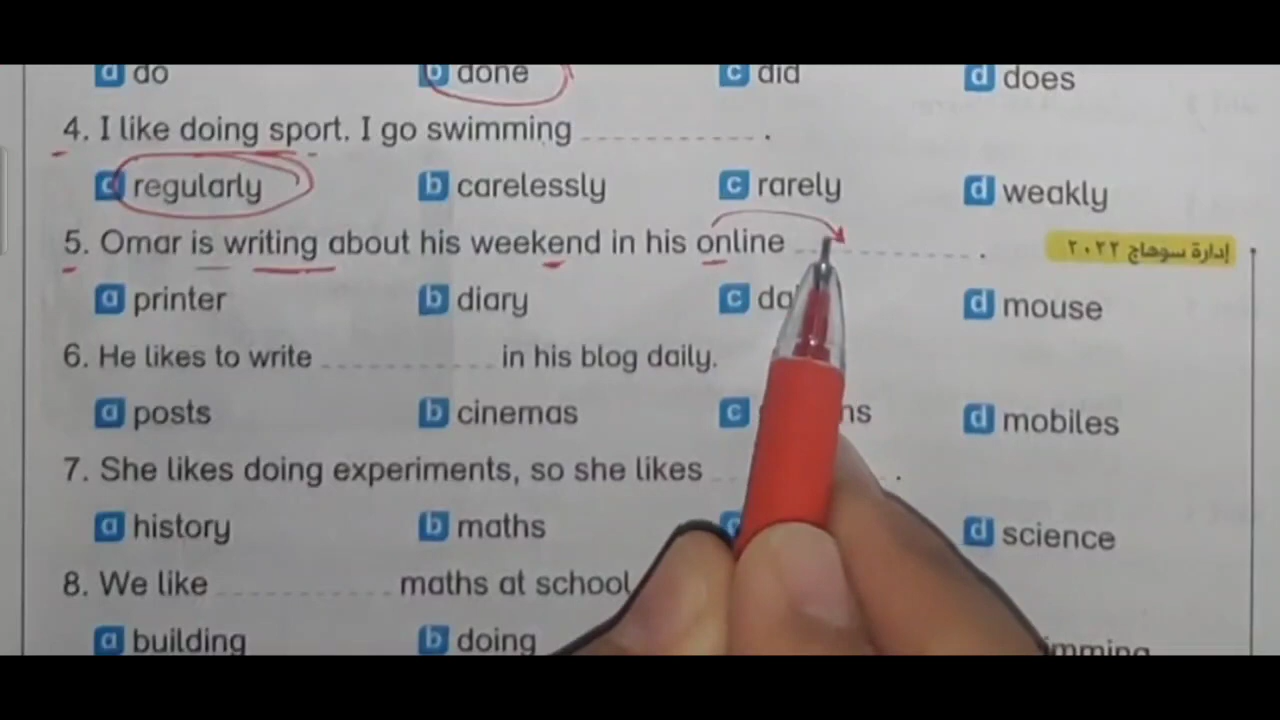 a do b done c did d does
4. I like doing sport. I go swimming .
a regularly b carelessly c rarely d weakly
5. Omar is writing about his weekend in his online . إدارة سوهاج ٢٠٢٢
a printer b diary d mouse
6. He likes to write in his blog daily.
a posts b cinemas c d mobiles
7. She likes doing experiments, so she likes .
a history b maths d science
8. We like maths at school
a building b doing